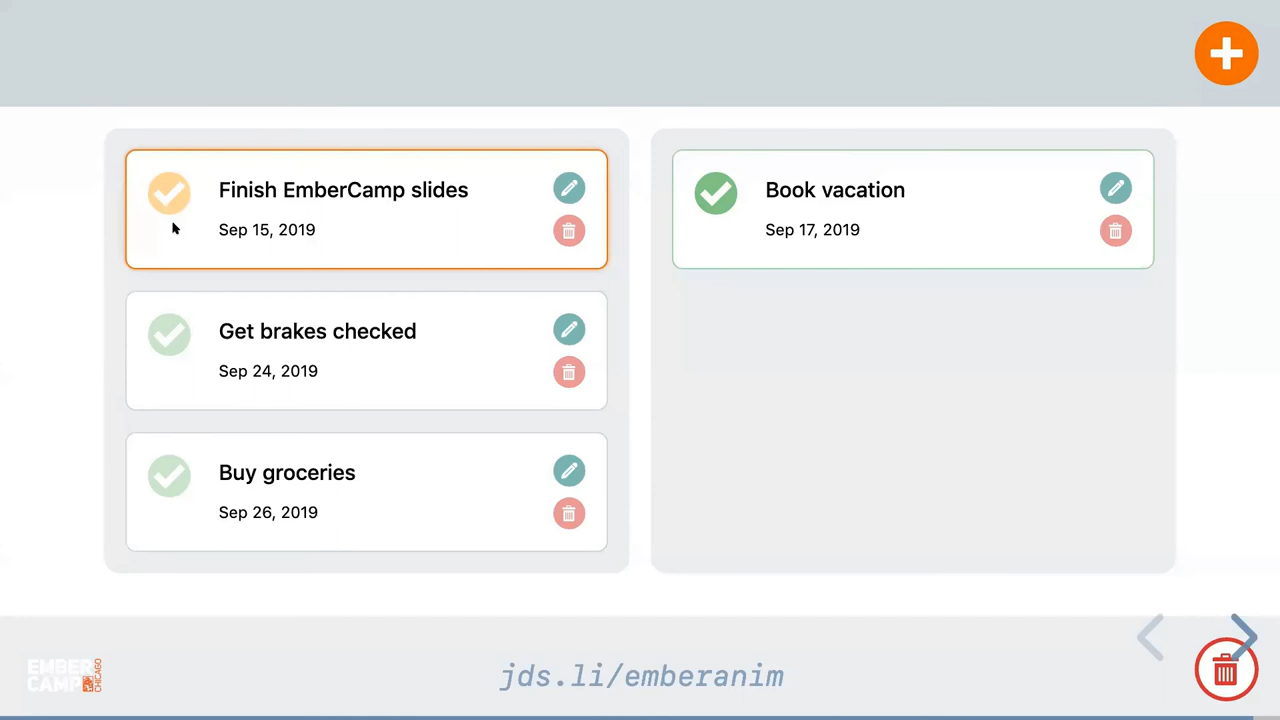 Finish EmberCamp slides
Sep 15, 2019
Get brakes checked
Sep 24, 2019
Buy groceries
Sep 26, 2019
Book vacation
Sep 17, 2019
EMBER
CAMP
CHICAGO
jds.li/emberanim